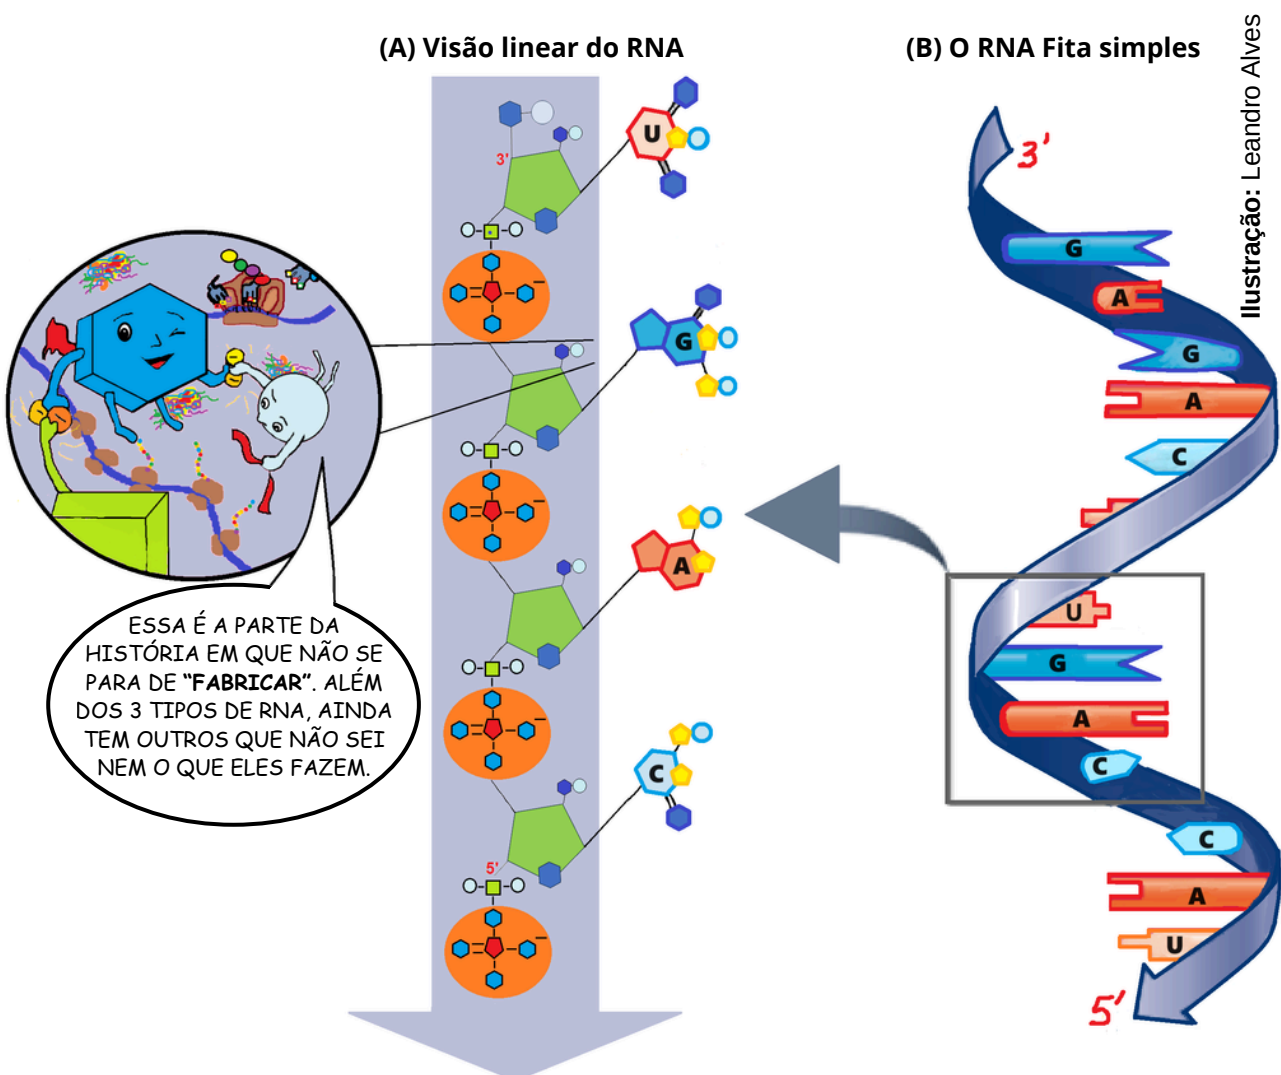 (A) Visão linear do RNA
(B) O RNA Fita simples
Ilustração: Leandro Alves
3'
U
G
A
C
5'
ESSA É A PARTE DA
HISTÓRIA EM QUE NÃO SE
PARA DE “FABRICAR”. ALÉM
DOS 3 TIPOS DE RNA, AINDA
TEM OUTROS QUE NÃO SEI
NEM O QUE ELES FAZEM.
3'
G
A
G
A
C
U
G
A
C
C
A
U
5'